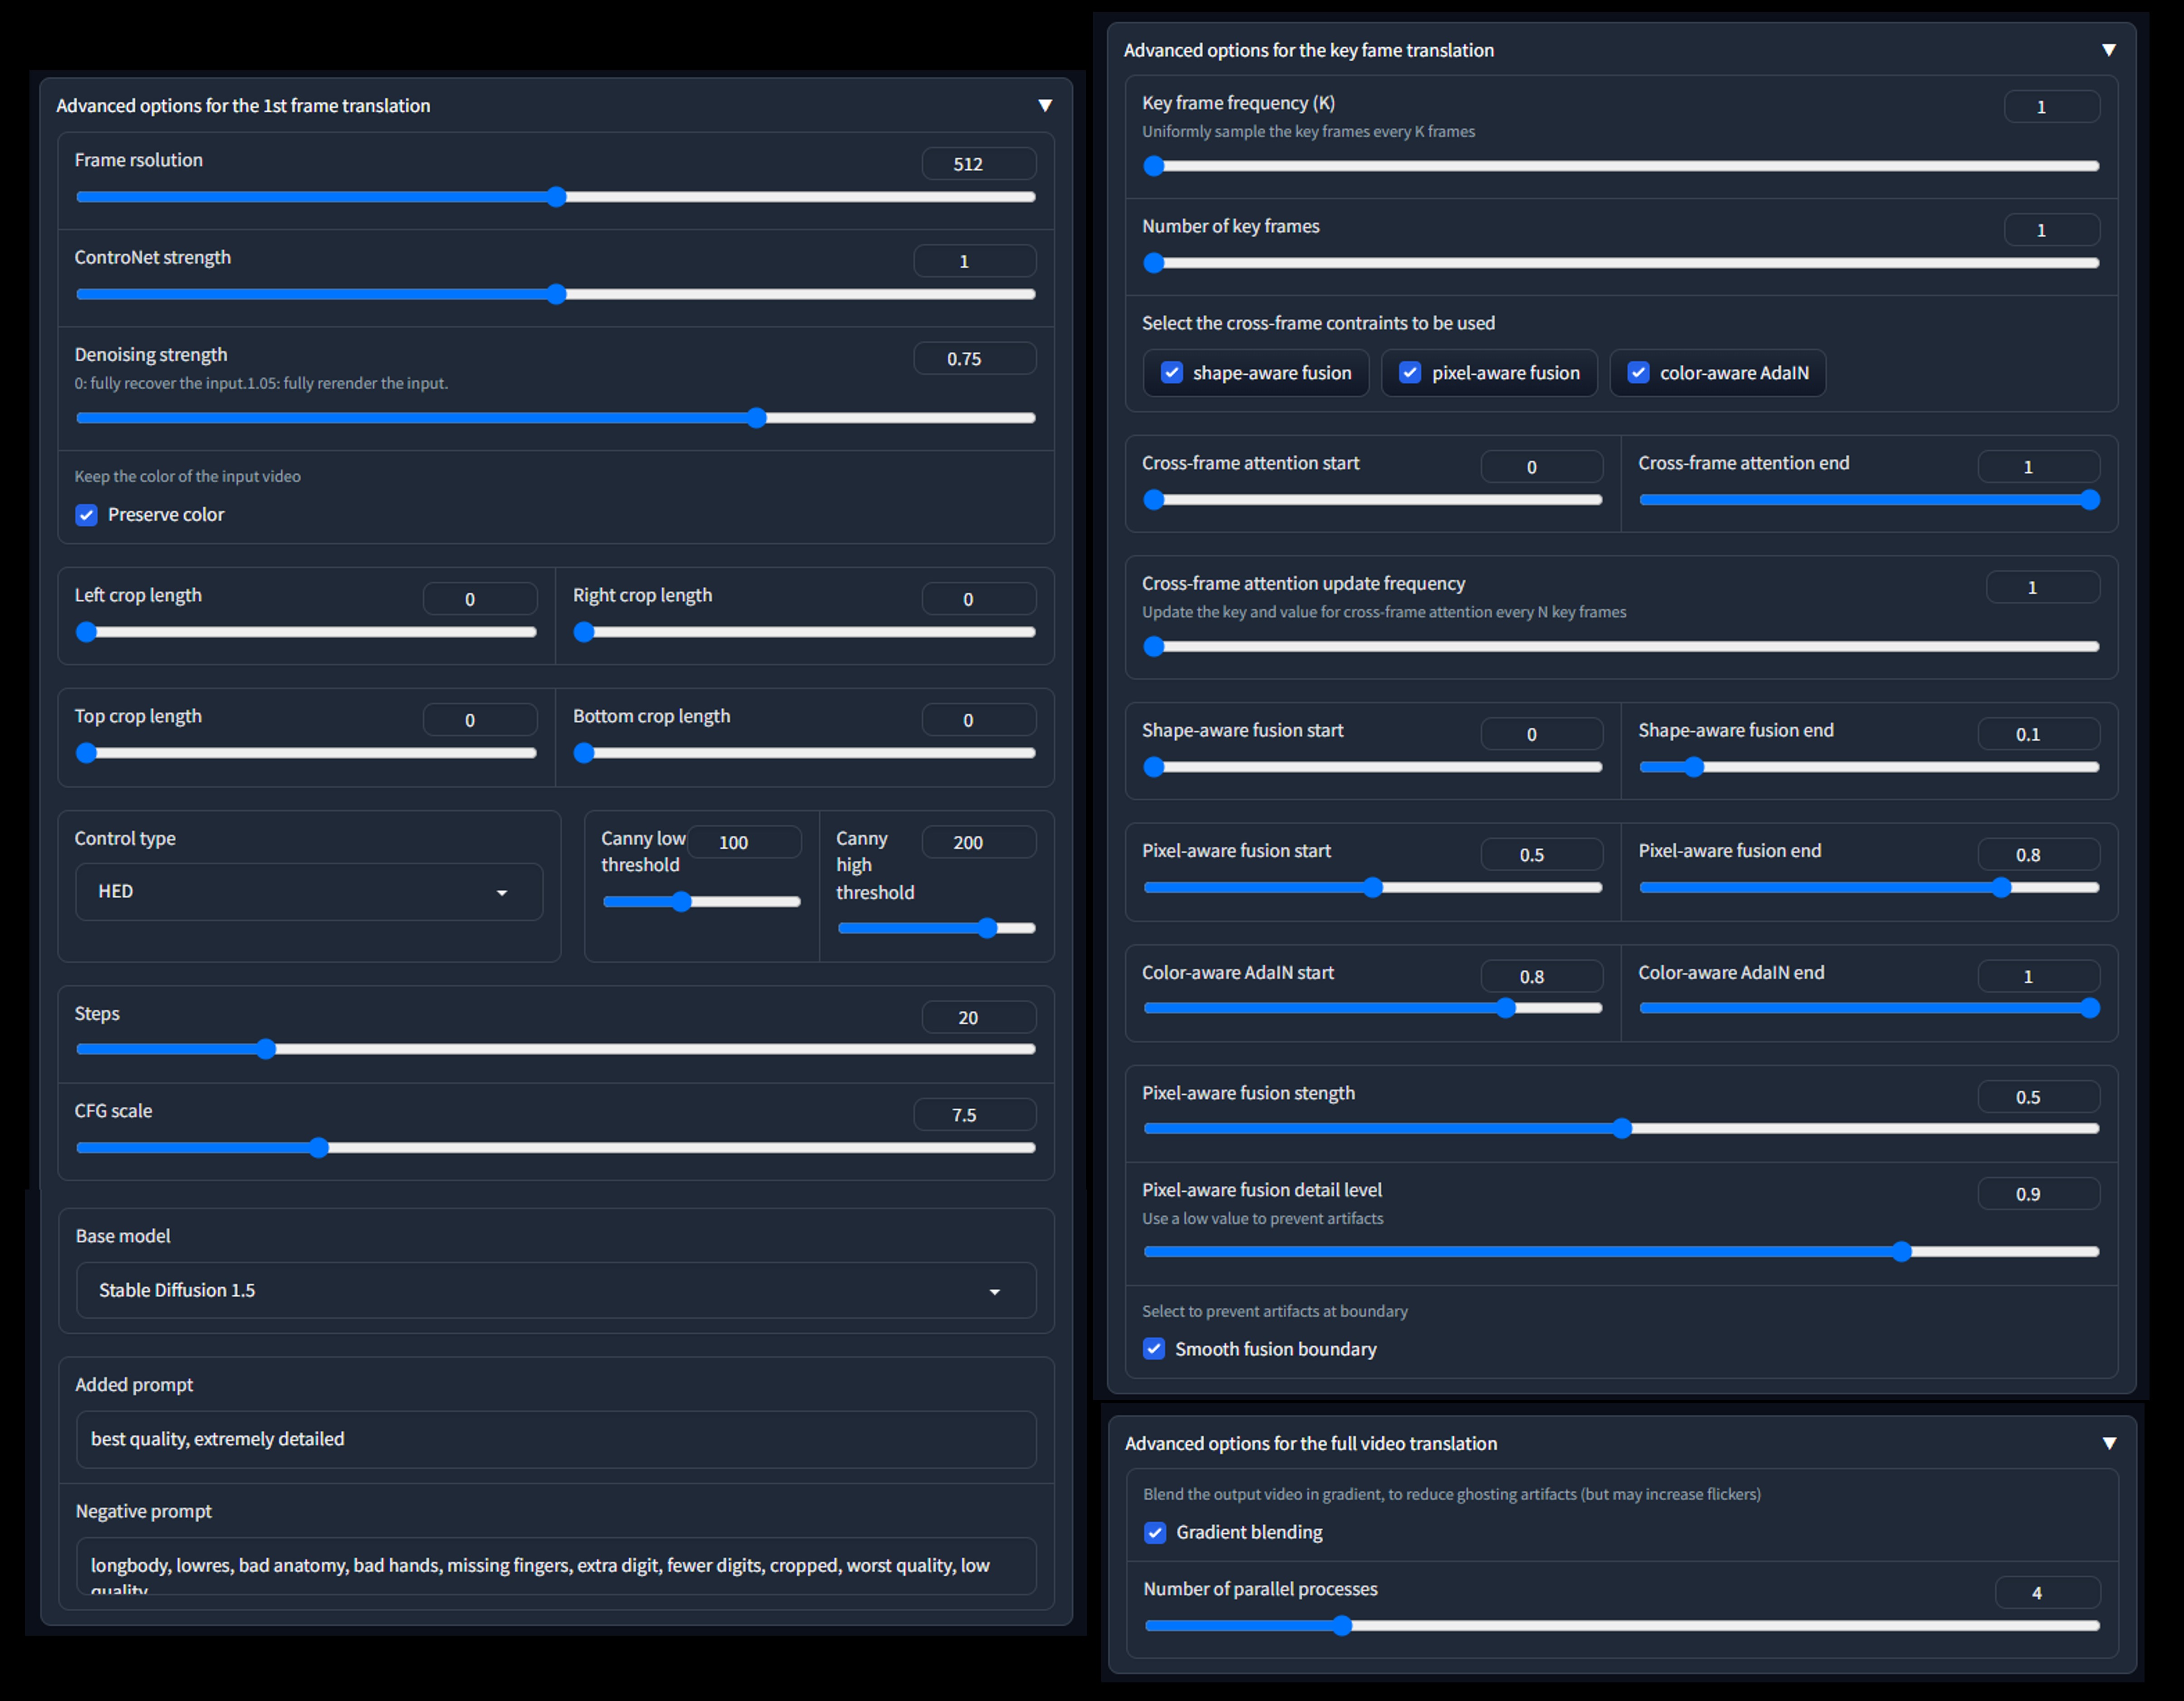 Advanced options for the 1st frame translation
Frame rsolution
512
ControNet strength
1
Denoising strength
0.75
0: fully recover the input.1.05: fully rerender the input.
Keep the color of the input video
Preserve color
Left crop length
0
Right crop length
0
Top crop length
0
Bottom crop length
0
Control type
HED
Canny low
threshold
100
Canny
high
threshold
200
Steps
20
CFG scale
7.5
Base model
Stable Diffusion 1.5
Added prompt
best quality, extremely detailed
Negative prompt
longbody, lowres, bad anatomy, bad hands, missing fingers, extra digit, fewer digits, cropped, worst quality, low
quality
Advanced options for the key fame translation
Key frame frequency (K)
1
Uniformly sample the key frames every K frames
Number of key frames
1
Select the cross-frame contraints to be used
shape-aware fusion
pixel-aware fusion
color-aware AdaIN
Cross-frame attention start
0
Cross-frame attention end
1
Cross-frame attention update frequency
1
Update the key and value for cross-frame attention every N key frames
Shape-aware fusion start
0
Shape-aware fusion end
0.1
Pixel-aware fusion start
0.5
Pixel-aware fusion end
0.8
Color-aware AdaIN start
0.8
Color-aware AdaIN end
1
Pixel-aware fusion stength
0.5
Pixel-aware fusion detail level
0.9
Use a low value to prevent artifacts
Select to prevent artifacts at boundary
Smooth fusion boundary
Advanced options for the full video translation
Blend the output video in gradient, to reduce ghosting artifacts (but may increase flickers)
Gradient blending
Number of parallel processes
4